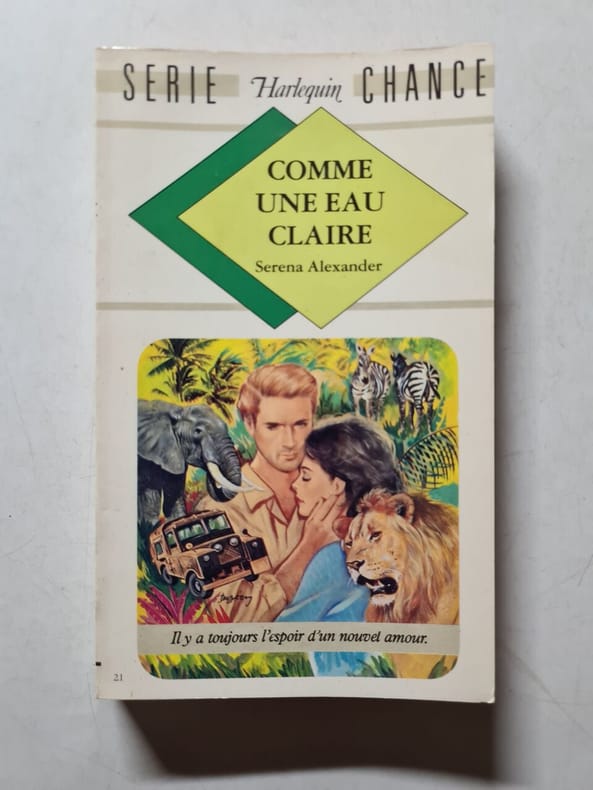 SERIE Harlequin CHANCE
COMME
UNE EAU
CLAIRE
Serena Alexander
Il y a toujours l'espoir d'un nouvel amour.
21